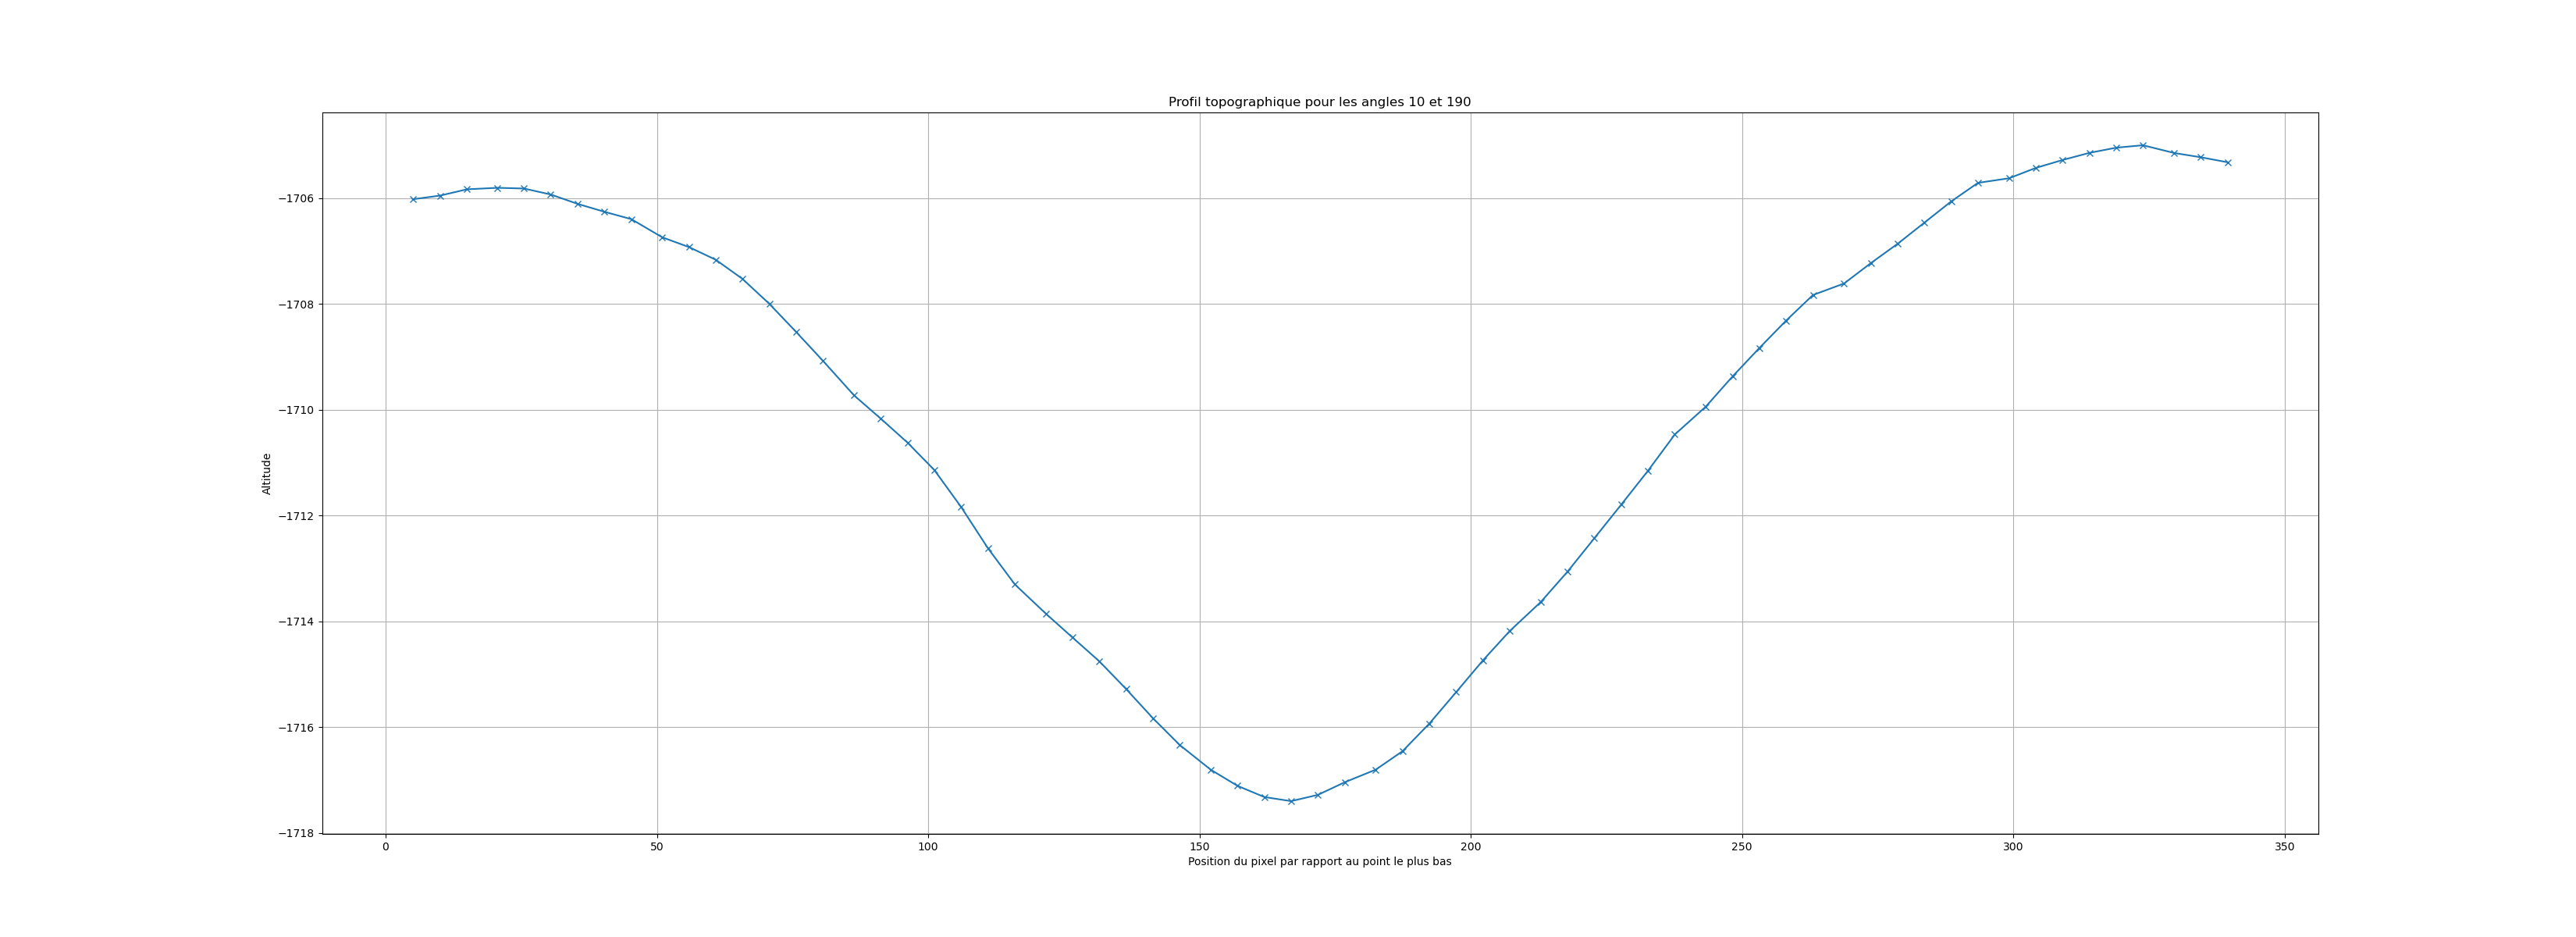 Profil topographique pour les angles 10 et 190
−1706
−1708
−1710
−1712
−1714
−1716
−1718
Altitude
0 50 100 150 200 250 300 350
Position du pixel par rapport au point le plus bas